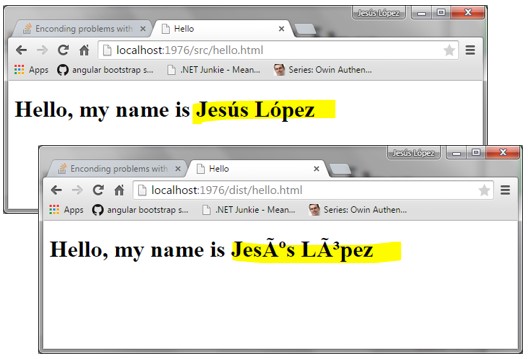 Jesús López
Enconding problems with
Hello
localhost:1976/src/hello.html
Apps
angular bootstrap s...
.NET Junkie - Mean...
Series: Owin Authen...
Hello, my name is Jesús López
Jesús López
Enconding problems with
Hello
localhost:1976/dist/hello.html
Apps
angular bootstrap s...
.NET Junkie - Mean...
Series: Owin Authen...
Hello, my name is JesÃºs LÃ³pez